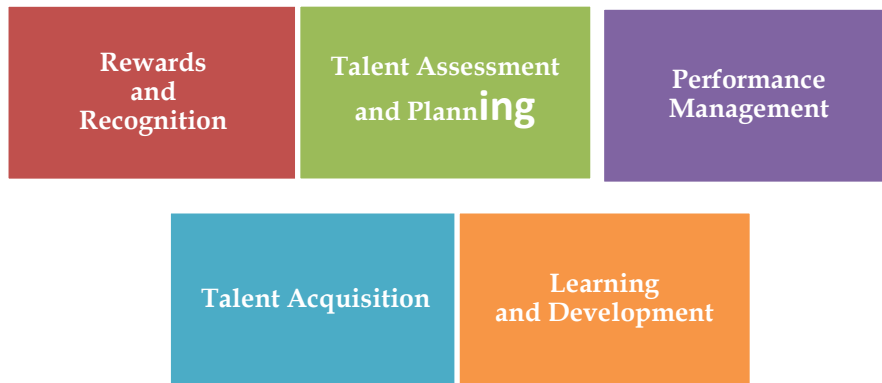 Rewards
and
Recognition
Talent Assessment
and Planning
Performance
Management
Talent Acquisition
Learning
and Development